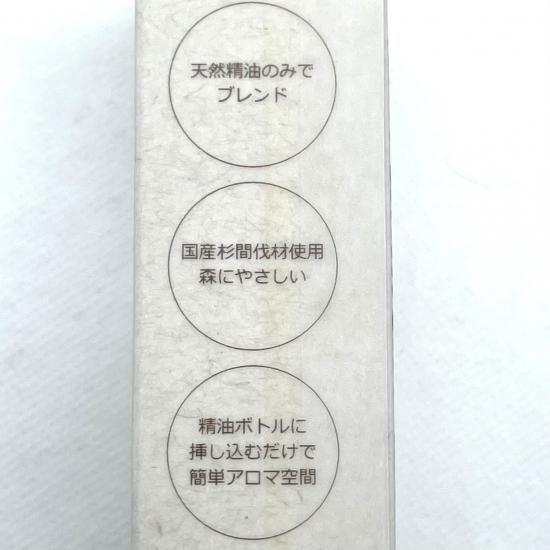 天然精油のみで
ブレンド
国産杉間伐材使用
森にやさしい
精油ボトルに
挿し込むだけで
簡単アロマ空間